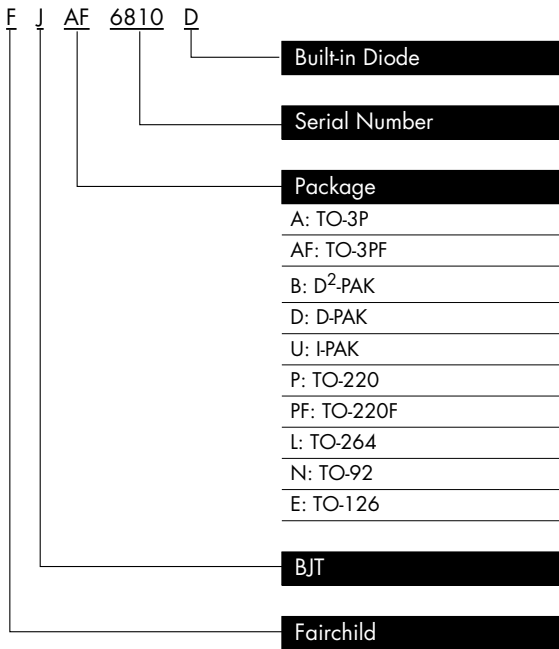 F J AF 6810 D
Built-in Diode
Serial Number
Package
A: TO-3P
AF: TO-3PF
B: D²-PAK
D: D-PAK
U: I-PAK
P: TO-220
PF: TO-220F
L: TO-264
N: TO-92
E: TO-126
BJT
Fairchild